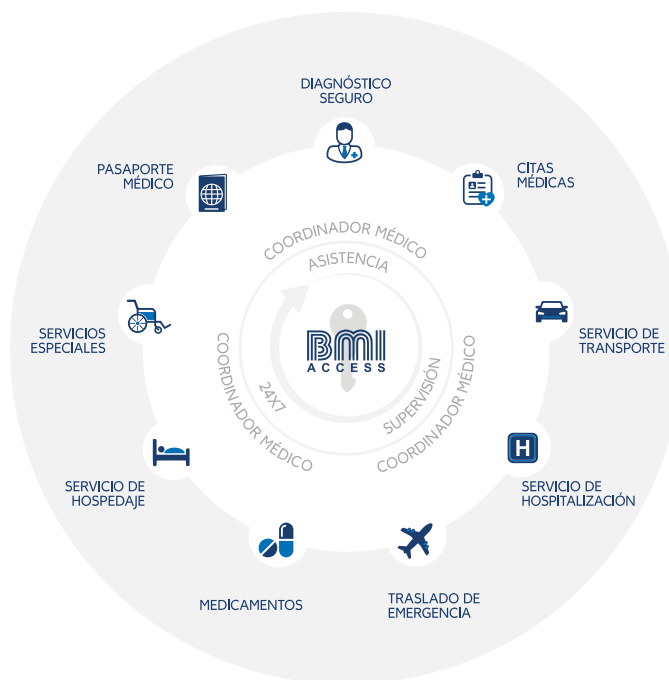 DIAGNÓSTICO
SEGURO
CITAS
MÉDICAS
SERVICIO DE
TRANSPORTE
H
SERVICIO DE
HOSPITALIZACIÓN
TRASLADO DE
EMERGENCIA
MEDICAMENTOS
SERVICIO DE
HOSPEDAJE
SERVICIOS
ESPECIALES
PASAPORTE
MÉDICO
COORDINADOR MÉDICO
COORDINADOR MÉDICO
COORDINADOR MÉDICO
ASISTENCIA
SUPERVISIÓN
24X7
BMI
ACCESS